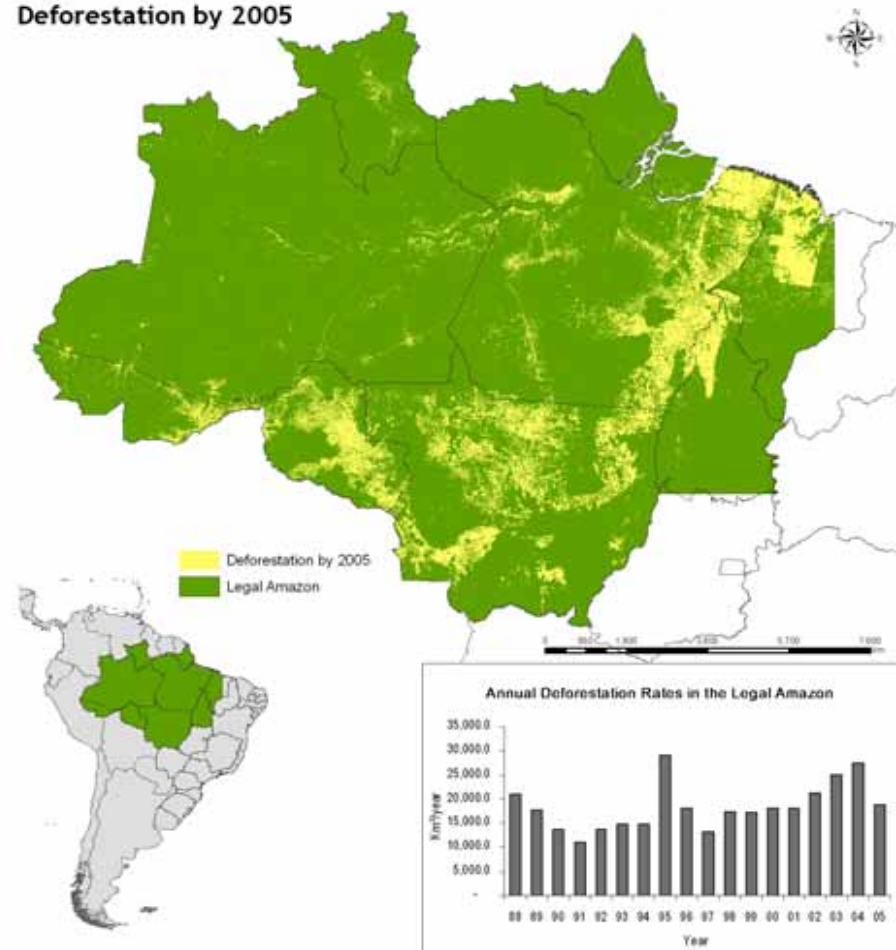 Deforestation by 2005
N
Deforestation by 2005
Legal Amazon
Annual Deforestation Rates in the Legal Amazon
35,000.0
30,000.0
25,000.0
20,000.0
15,000.0
10,000.0
5,000.0
-
Km²/year
88 89 90 91 92 93 94 95 96 97 98 99 00 01 02 03 04 05
Year